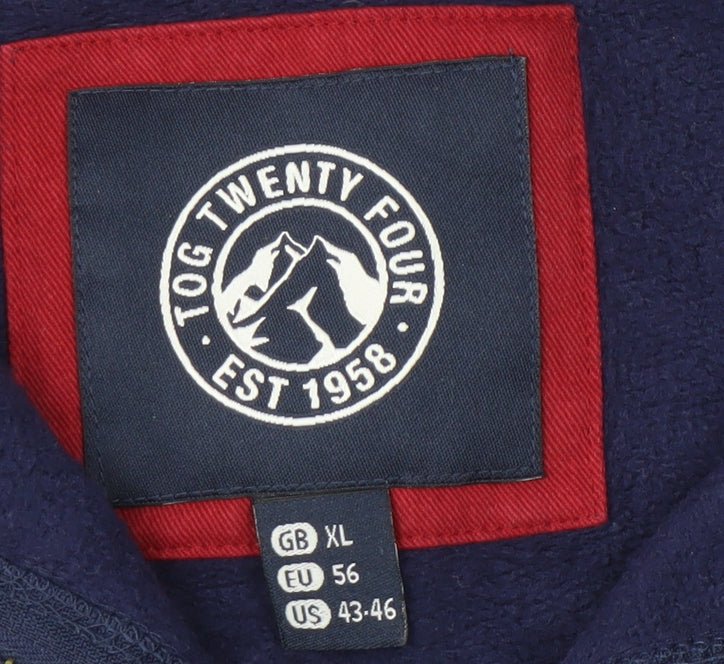 TOG TWENTY FOUR
EST 1958
GB XL
EU 56
US 43-46